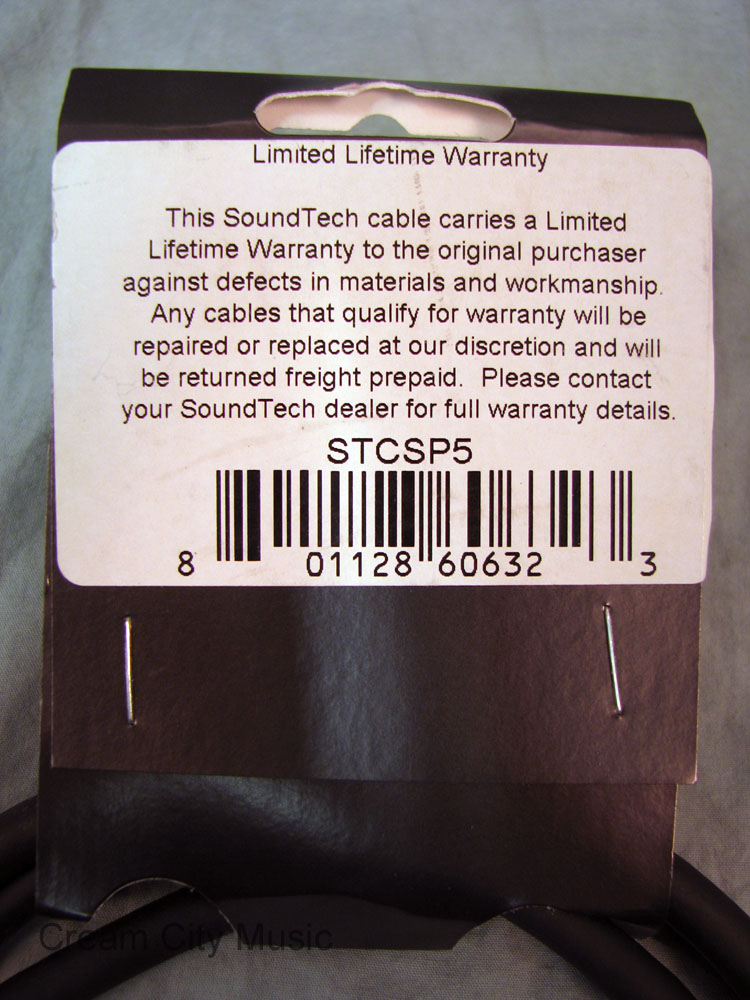 Limited Lifetime Warranty
This SoundTech cable carries a Limited
Lifetime Warranty to the original purchaser
against defects in materials and workmanship.
Any cables that qualify for warranty will be
repaired or replaced at our discretion and will
be returned freight prepaid.  Please contact
your SoundTech dealer for full warranty details.
STCSP5
8 01128 60632 3
Cream City Music